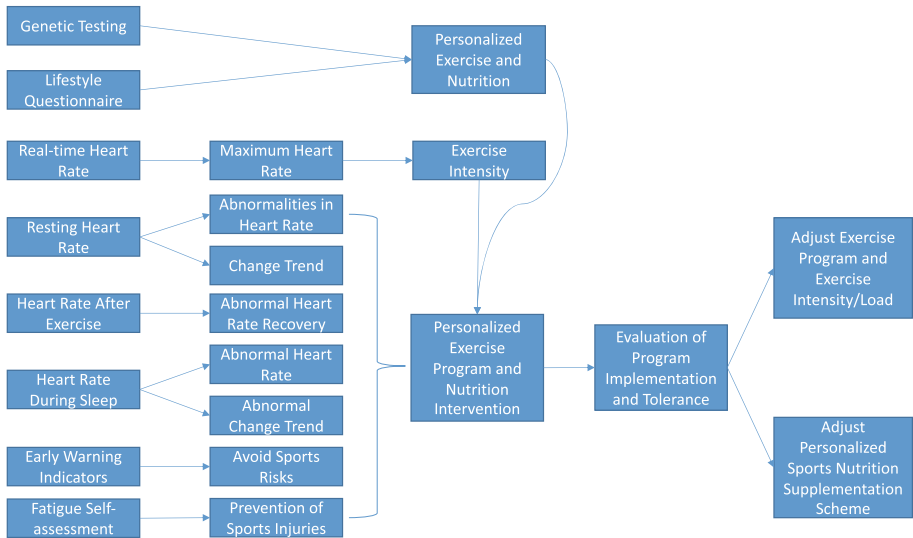 Genetic Testing
Lifestyle
Questionnaire
Personalized
Exercise and
Nutrition
Real-time Heart
Rate
Maximum Heart
Rate
Exercise
Intensity
Resting Heart
Rate
Abnormalities in
Heart Rate
Change Trend
Heart Rate After
Exercise
Abnormal Heart
Rate Recovery
Heart Rate
During Sleep
Abnormal Heart
Rate
Abnormal
Change Trend
Early Warning
Indicators
Avoid Sports
Risks
Fatigue Self-
assessment
Prevention of
Sports Injuries
Personalized
Exercise
Program and
Nutrition
Intervention
Evaluation of
Program
Implementation
and Tolerance
Adjust Exercise
Program and
Exercise
Intensity/Load
Adjust
Personalized
Sports Nutrition
Supplementation
Scheme